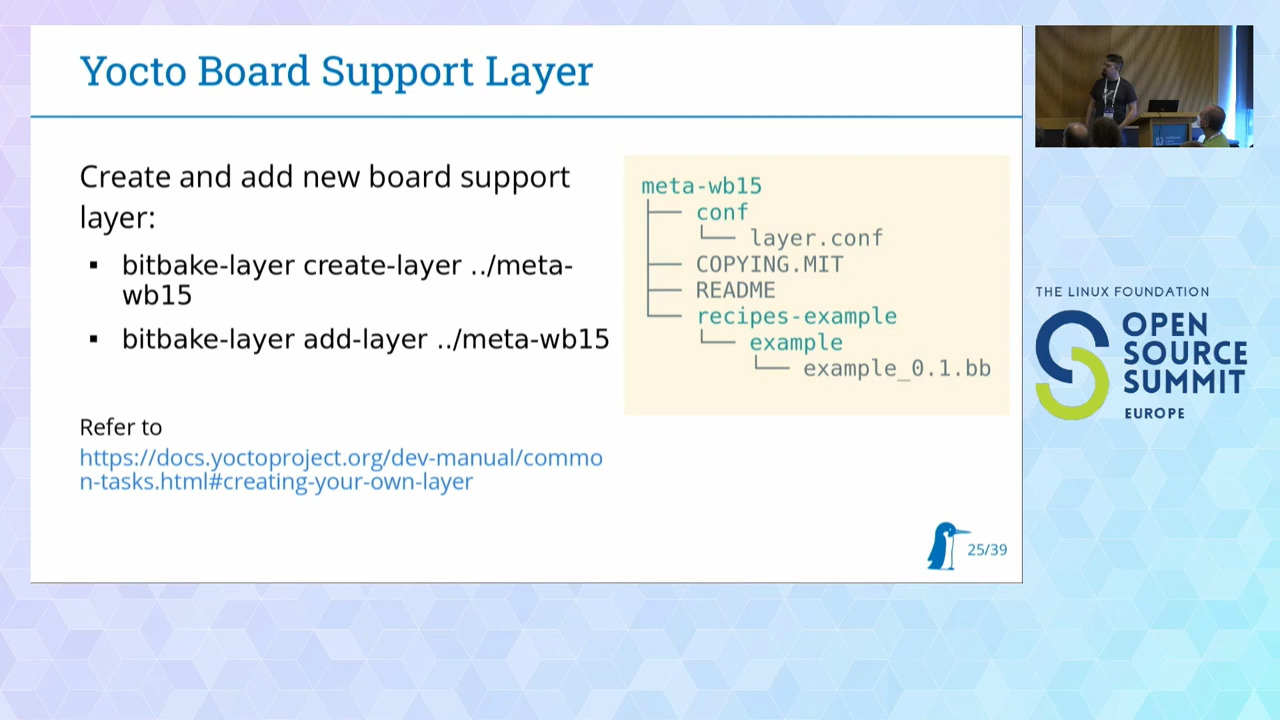 Yocto Board Support Layer
Create and add new board support
layer:
▪ bitbake-layer create-layer ../meta-
wb15
▪ bitbake-layer add-layer ../meta-wb15
Refer to
https://docs.yoctoproject.org/dev-manual/commo
n-tasks.html#creating-your-own-layer
meta-wb15
├── conf
└── layer.conf
├── COPYING.MIT
├── README
└── recipes-example
└── example
└── example_0.1.bb
25/39
THE LINUX FOUNDATION
OPEN
SOURCE
SUMMIT
EUROPE